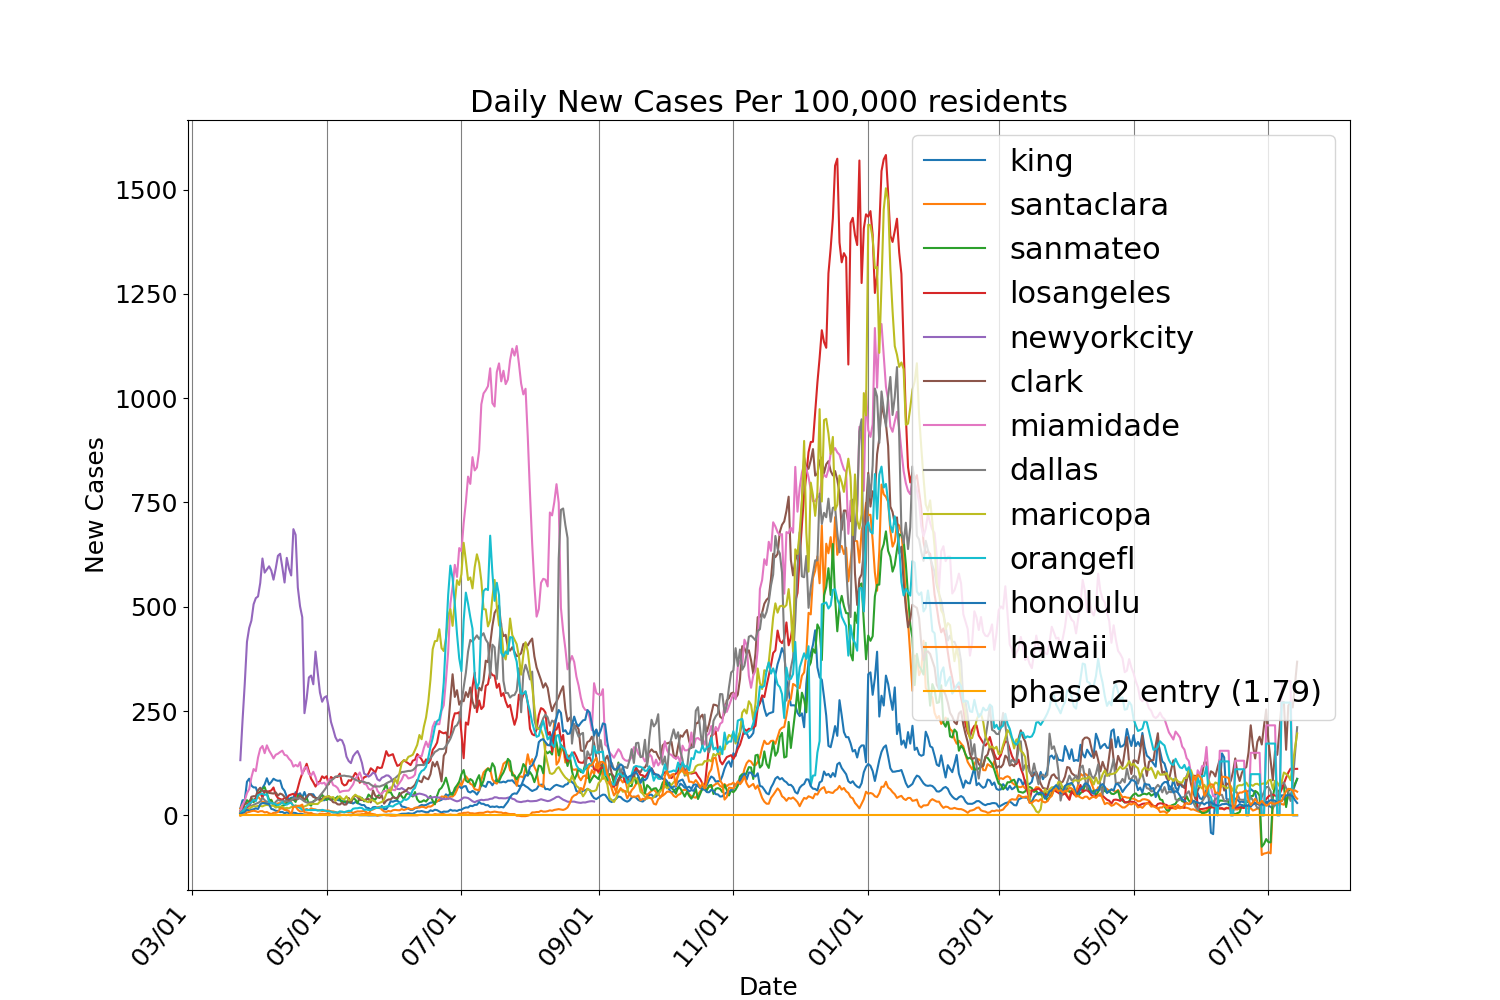 Daily New Cases Per 100,000 residents
New Cases
1500
1250
1000
750
500
250
0
king
santaclara
sanmateo
losangeles
newyorkcity
clark
miamidade
dallas
maricopa
orangefl
honolulu
hawaii
phase 2 entry (1.79)
03/01
05/01
07/01
09/01
11/01
01/01
03/01
05/01
07/01
Date